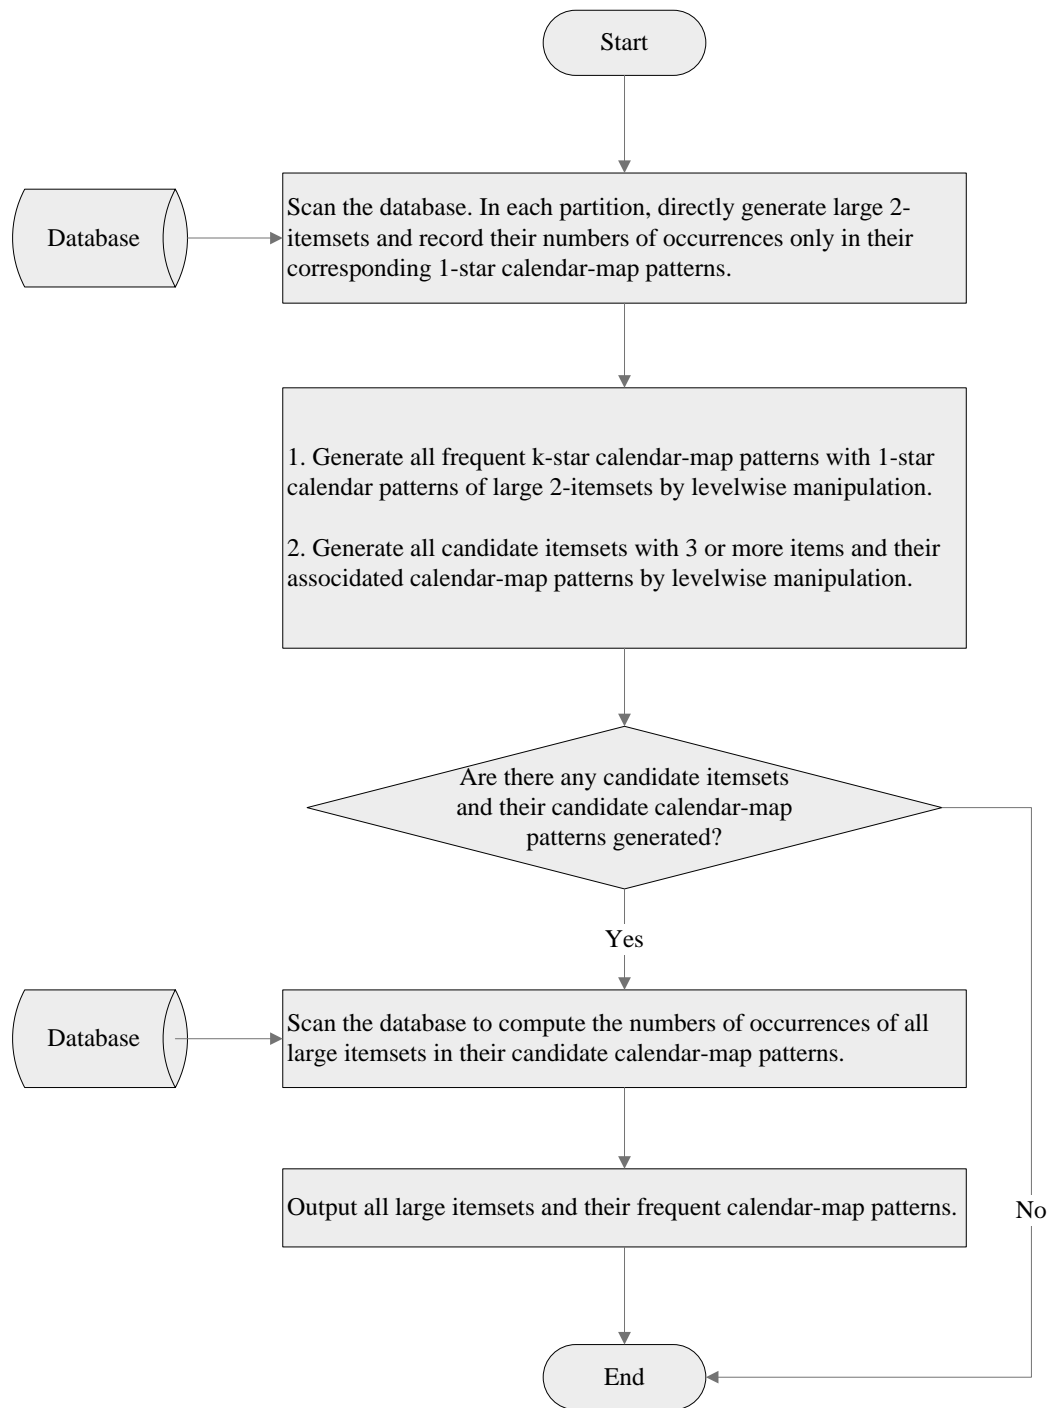 Start
Database
Scan the database. In each partition, directly generate large 2-
itemsets and record their numbers of occurrences only in their
corresponding 1-star calendar-map patterns.
1. Generate all frequent k-star calendar-map patterns with 1-star
calendar patterns of large 2-itemsets by levelwise manipulation.
2. Generate all candidate itemsets with 3 or more items and their
associdated calendar-map patterns by levelwise manipulation.
Are there any candidate itemsets
and their candidate calendar-map
patterns generated?
Yes
Database
Scan the database to compute the numbers of occurrences of all
large itemsets in their candidate calendar-map patterns.
Output all large itemsets and their frequent calendar-map patterns.
No
End